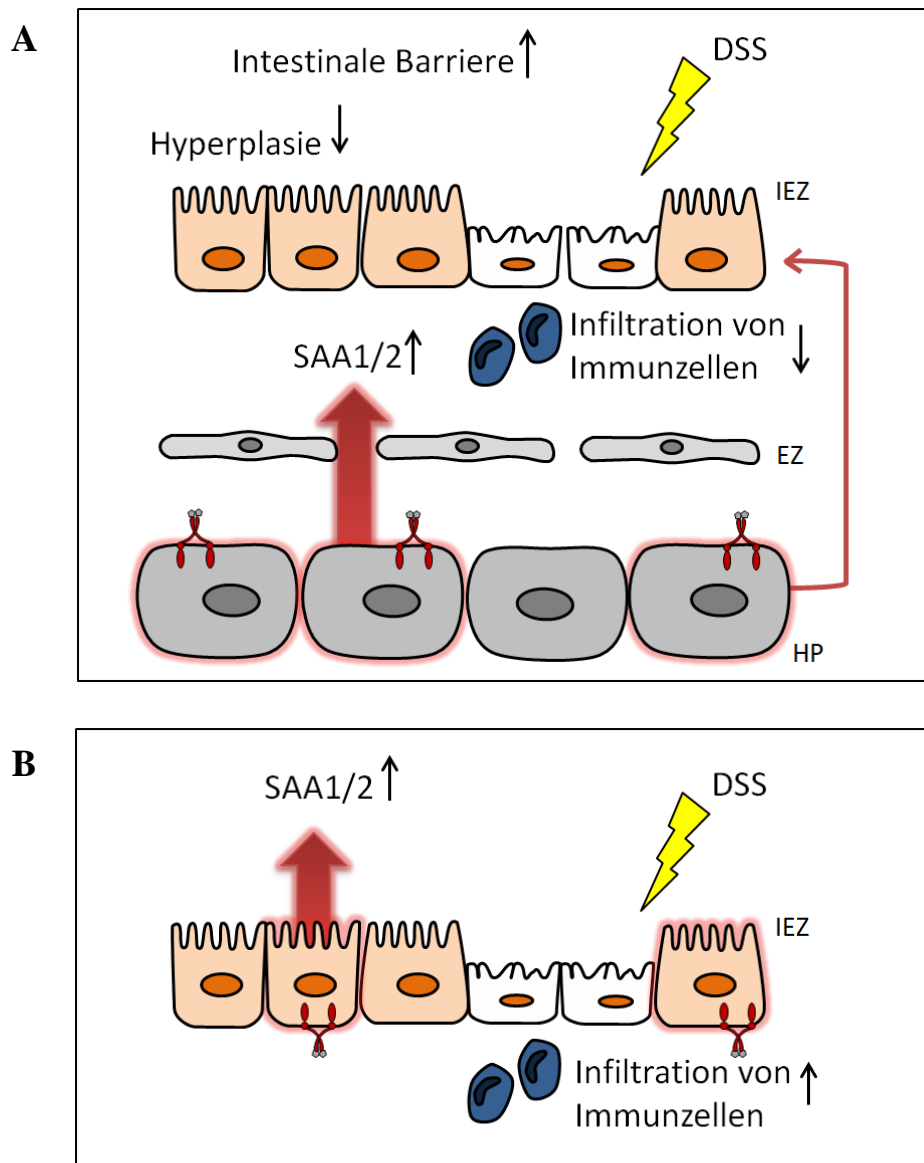 A
Intestinale Barriere ↑
DSS
Hyperplasie ↓
IEZ
SAA1/2 ↑
Infiltration von
Immunzellen ↓
EZ
HP
B
SAA1/2 ↑
DSS
IEZ
Infiltration von
Immunzellen ↑